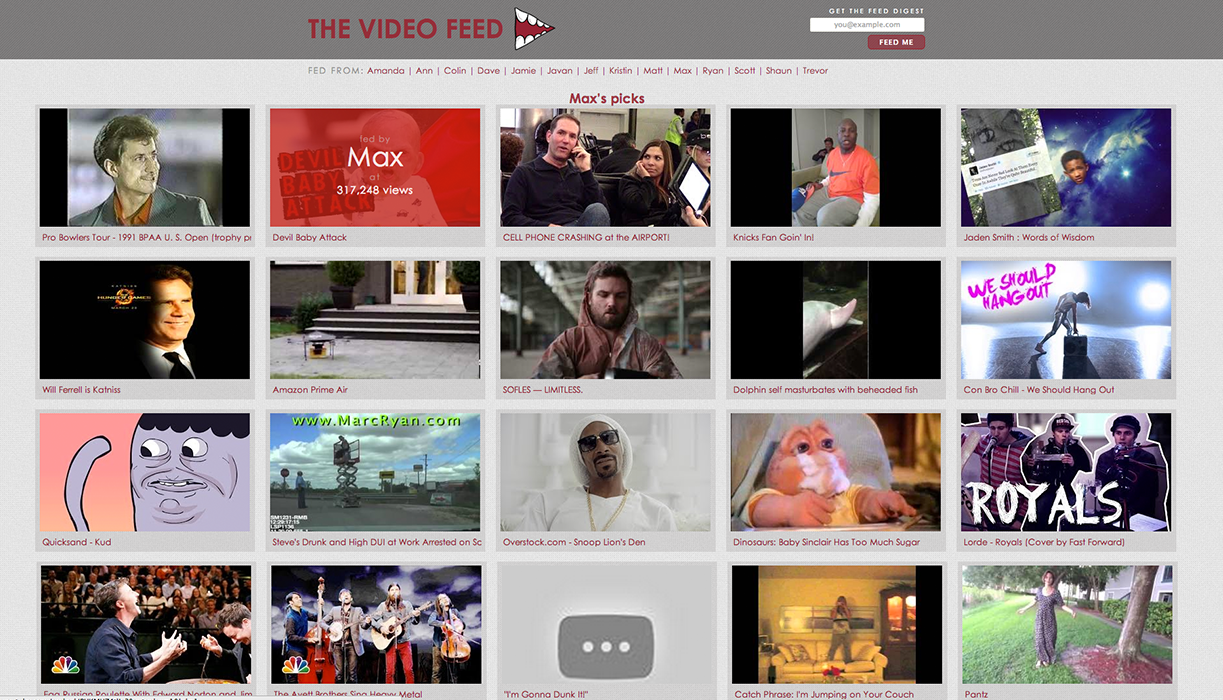 THE VIDEO FEED
GET THE FEED DIGEST
you@example.com
FEED ME
FED FROM: Amanda | Ann | Colin | Dave | Jamie | Javan | Jeff | Kristin | Matt | Max | Ryan | Scott | Shaun | Trevor
Max's picks
DEVIL
BABY
ATTACK
fed by
Max
at
317,248 views
Pro Bowlers Tour - 1991 BPAA U. S. Open (trophy pr
Devil Baby Attack
CELL PHONE CRASHING at the AIRPORT!
Knicks Fan Goin' In!
Jaden Smith : Words of Wisdom
HUNGER GAMES
WE SHOULD
HANG OUT
Will Ferrell is Katniss
Amazon Prime Air
SOFLES — LIMITLESS.
Dolphin self masturbates with beheaded fish
Con Bro Chill - We Should Hang Out
www.MarcRyan.com
ROYALS
Quicksand - Kud
Steve's Drunk and High DUI at Work Arrested on Sc
Overstock.com - Snoop Lion's Den
Dinosaurs: Baby Sinclair Has Too Much Sugar
Lorde - Royals (Cover by Fast Forward)
Egg Russian Roulette With Edward Norton and Jim
The Avett Brothers Sing Heavy Metal
"I'm Gonna Dunk It!"
Catch Phrase: I'm Jumping on Your Couch
Pantz